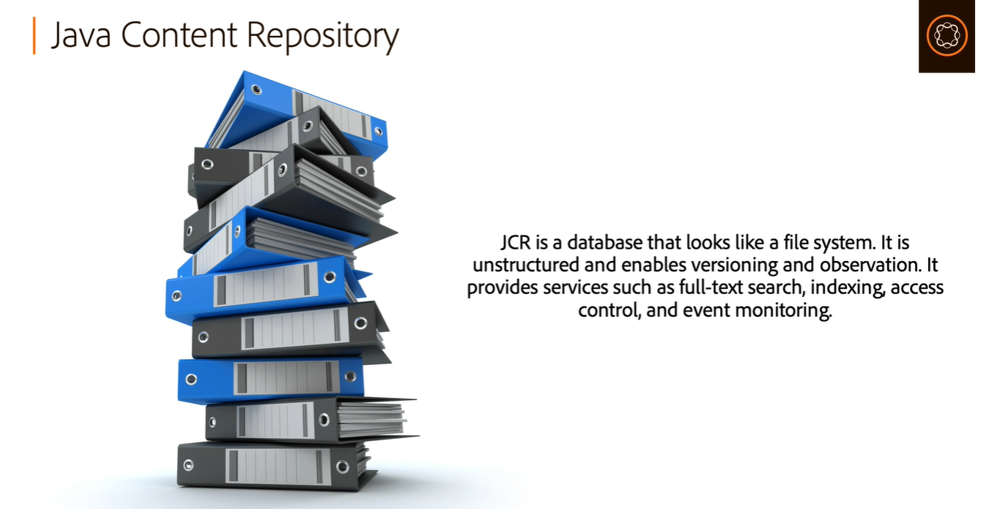 Java Content Repository
JCR is a database that looks like a file system. It is
unstructured and enables versioning and observation. It
provides services such as full-text search, indexing, access
control, and event monitoring.